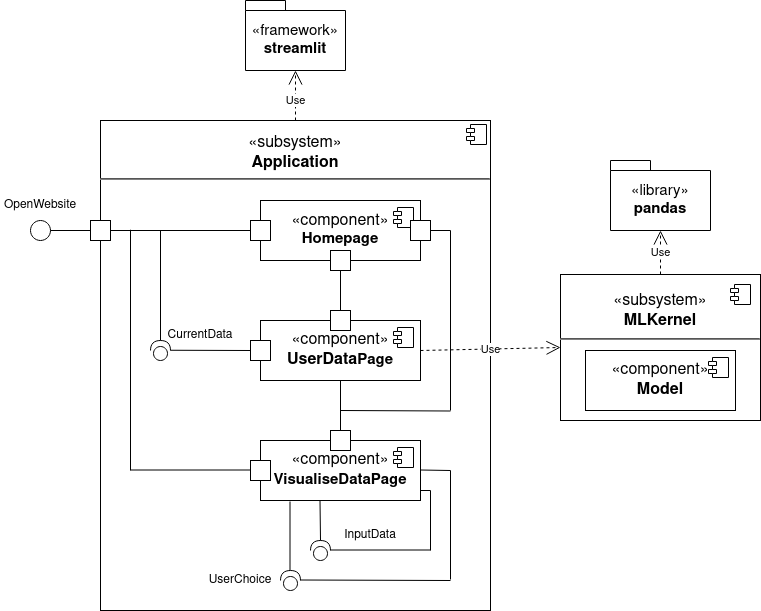 «framework»
streamlit
Use
«subsystem»
Application
OpenWebsite
«component»
Homepage
CurrentData
«component»
UserDataPage
Use
«component»
VisualiseDataPage
InputData
UserChoice
«library»
pandas
Use
«subsystem»
MLKernel
«component»
Model